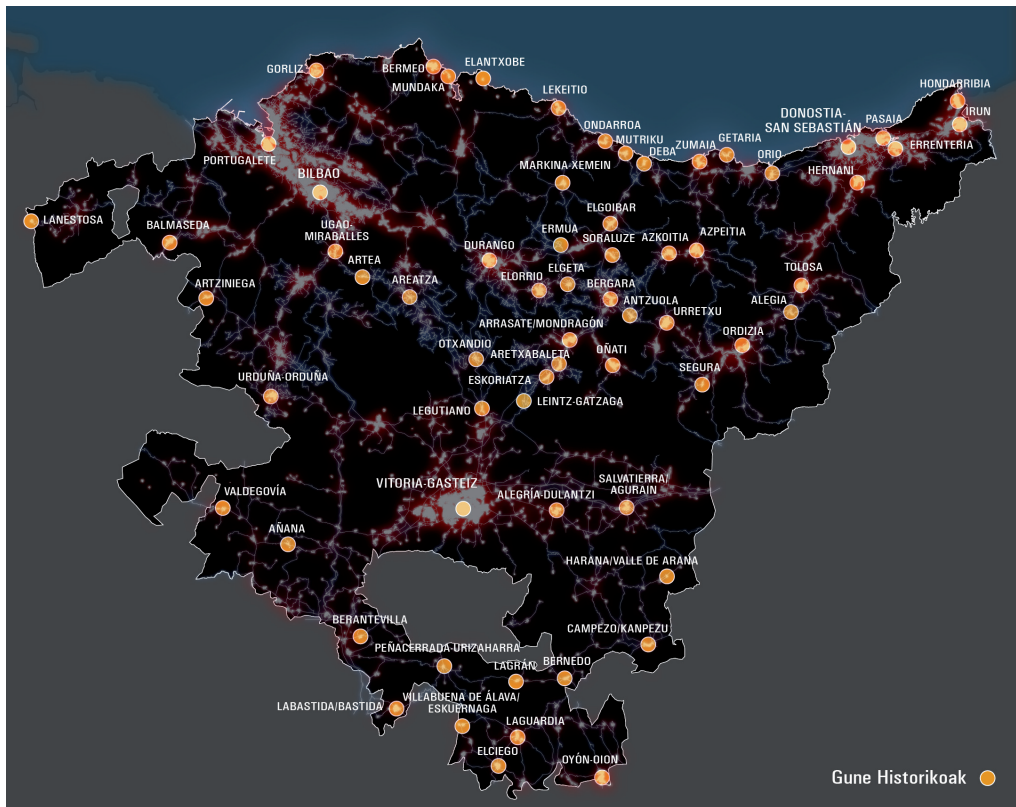 GORLIZ
BERMEO
MUNDAKA
ELANTXOBE
LEKEITIO
HONDARRIBIA
IRUN
PASAIA
DONOSTIA-
SAN SEBASTIÁN
ERRENTERIA
ONDARROA
MUTRIKU
DEBA
ZUMAIA
GETARIA
ORIO
HERNANI
PORTUGALETE
BILBAO
MARKINA-XEMEIN
LANESTOSA
BALMASEDA
UGAO-
MIRABALLES
ARTEA
AREATZA
DURANGO
ERMUA
ELGOIBAR
SORALUZE
AZKOITIA
AZPEITIA
ELORRIO
ELGETA
BERGARA
ANTZUOLA
URRETXU
TOLOSA
ALEGIA
ORDIZIA
ARTZINIEGA
ARRASATE/MONDRAGÓN
OTXANDIO
ARETXABALETA
OÑATI
ESKORIATZA
SEGURA
URDUÑA-ORDUÑA
LEGUTIANO
LEINTZ-GATZAGA
VITORIA-GASTEIZ
ALEGRÍA-DULANTZI
SALVATIERRA/
AGURAIN
VALDEGOVÍA
AÑANA
HARANA/VALLE DE ARANA
BERANTEVILLA
CAMPEZO/KANPEZU
PEÑACERRADA-URIZAHARRA
LAGRÁN
BERNEDO
LABASTIDA/BASTIDA
VILLABUENA DE ÁLAVA/
ESKUERNAGA
LAGUARDIA
ELCIEGO
OYÓN-OION
Gune Historikoak